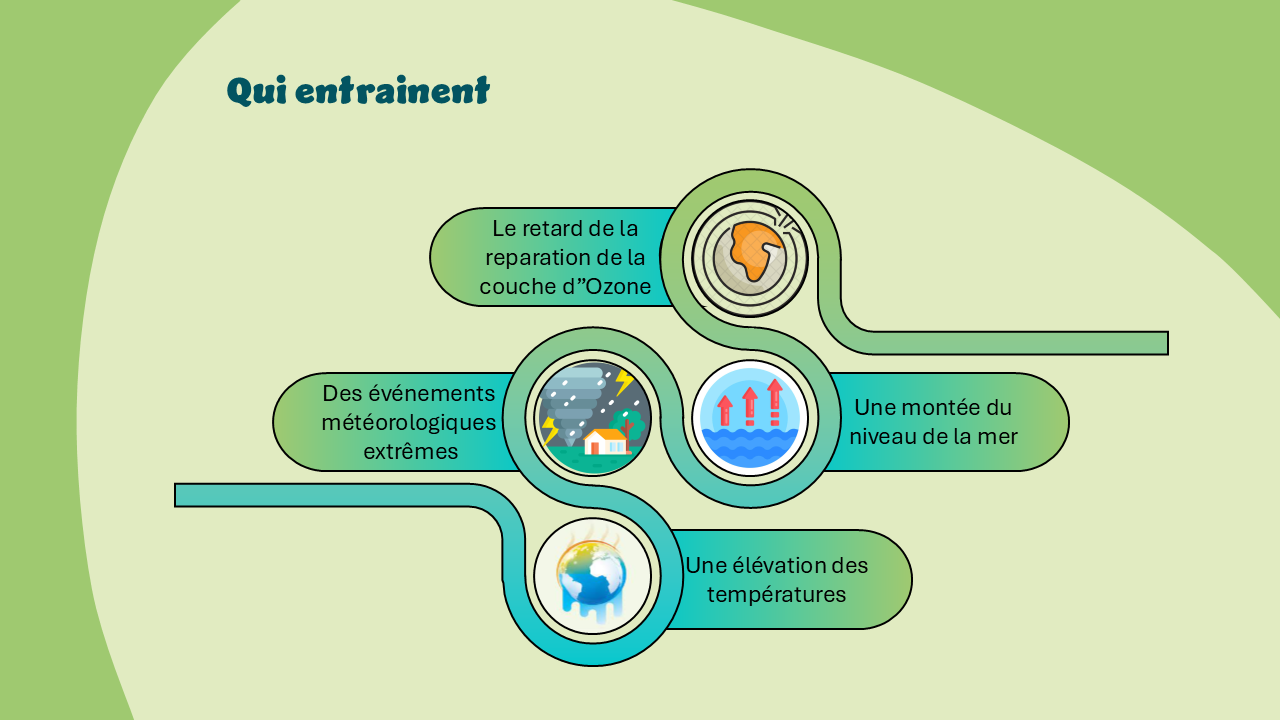 Qui entrainent
Le retard de la
reparation de la
couche d”Ozone
Des événements
météorologiques
extrêmes
Une montée du
niveau de la mer
Une élévation des
températures